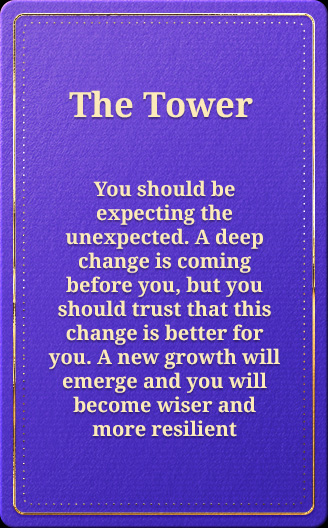 The Tower
You should be
expecting the
unexpected. A deep
change is coming
before you, but you
should trust that this
change is better for
you. A new growth will
emerge and you will
become wiser and
more resilient